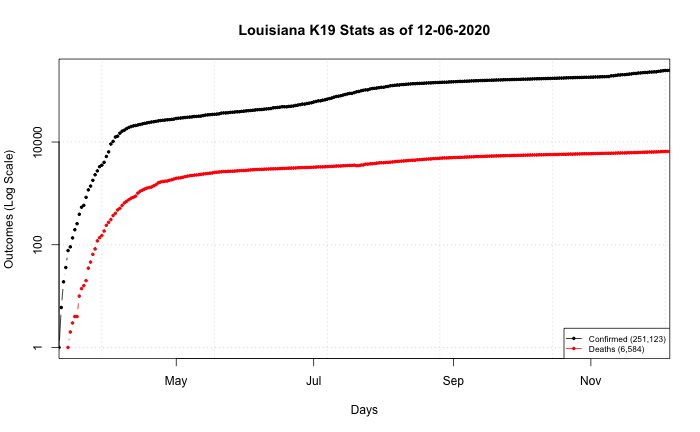 Louisiana K19 Stats as of 12-06-2020
Outcomes (Log Scale)
10000
100
1
Confirmed (251,123)
Deaths (6,584)
May
Jul
Sep
Nov
Days